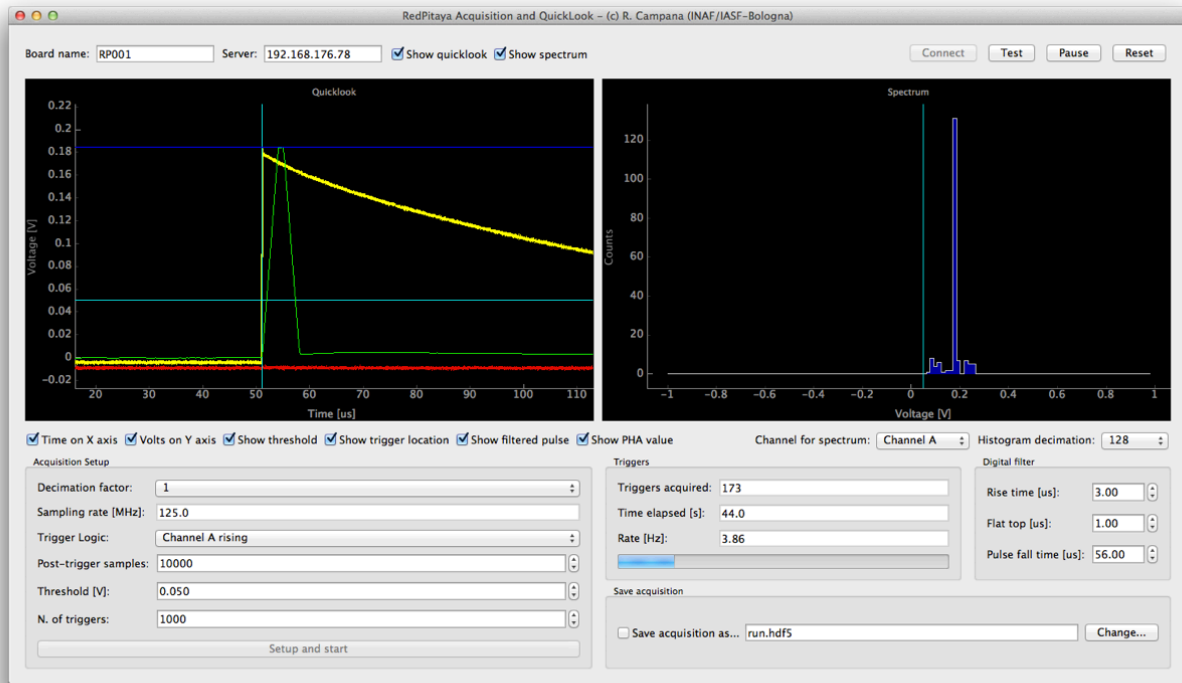 RedPitaya Acquisition and QuickLook – (c) R. Campana (INAF/IASF-Bologna)
Board name: RP001 Server: 192.168.176.78 Show quicklook Show spectrum Connect Test Pause Reset
Quicklook
0.22
0.2
0.18
0.16
0.14
0.12
0.1
0.08
0.06
0.04
0.02
0
−0.02
Voltage [V]
20 30 40 50 60 70 80 90 100 110
Time [us]
Spectrum
120
100
80
60
40
20
0
Counts
−1 −0.8 −0.6 −0.4 −0.2 0 0.2 0.4 0.6 0.8 1
Voltage [V]
Time on X axis Volts on Y axis Show threshold Show trigger location Show filtered pulse Show PHA value Channel for spectrum: Channel A Histogram decimation: 128
Acquisition Setup
Decimation factor: 1
Sampling rate [MHz]: 125.0
Trigger Logic: Channel A rising
Post-trigger samples: 10000
Threshold [V]: 0.050
N. of triggers: 1000
Setup and start
Triggers
Triggers acquired: 173
Time elapsed [s]: 44.0
Rate [Hz]: 3.86
Digital filter
Rise time [us]: 3.00
Flat top [us]: 1.00
Pulse fall time [us]: 56.00
Save acquisition
Save acquisition as... run.hdf5 Change...